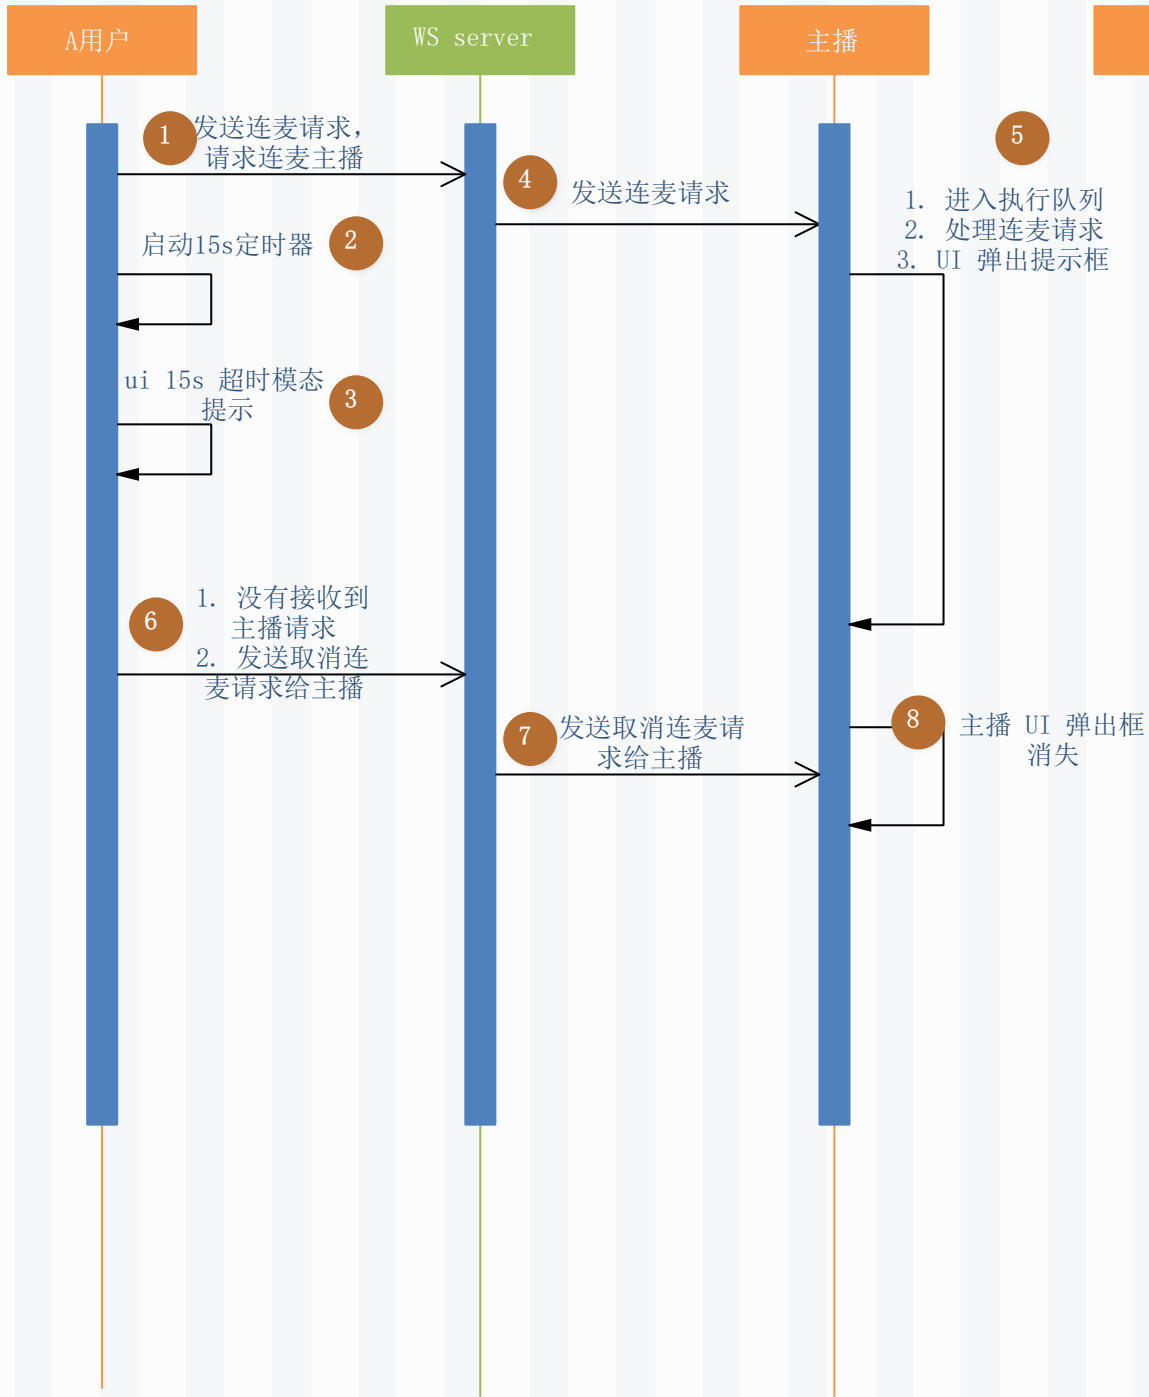 A用户
WS server
主播
1
发送连麦请求,
请求连麦主播
4
发送连麦请求
5
1. 进入执行队列
2. 处理连麦请求
3. UI 弹出提示框
启动15s定时器
2
ui 15s 超时模态
提示
3
6
1. 没有接收到
主播请求
2. 发送取消连
麦请求给主播
7
发送取消连麦请
求给主播
8
主播 UI 弹出框
消失